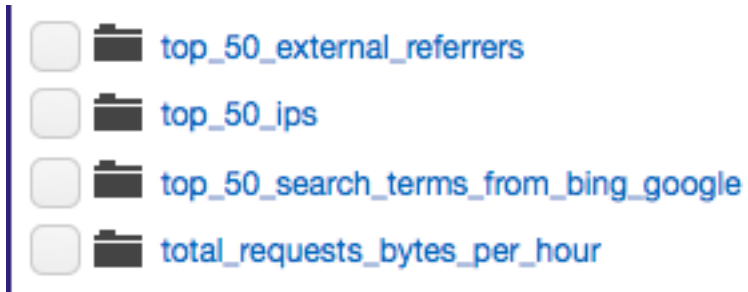 top_50_external_referrers
top_50_ips
top_50_search_terms_from_bing_google
total_requests_bytes_per_hour